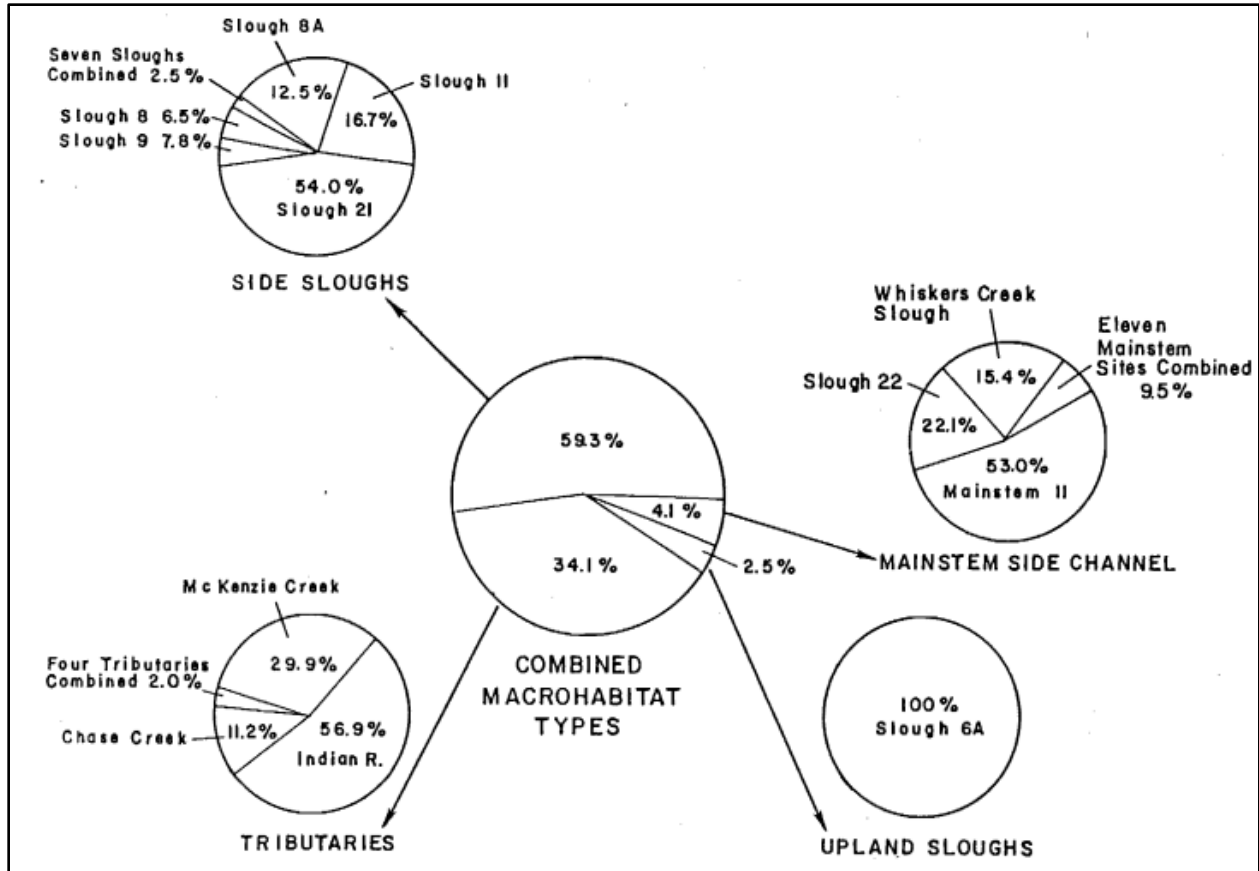 Slough 8A
Seven Sloughs
Combined 2.5%
12.5%
Slough 11
16.7%
Slough 8 6.5%
Slough 9 7.8%
54.0%
Slough 21
SIDE SLOUGHS
Whiskers Creek
Slough
Eleven
Mainstem
Sites Combined
9.5%
15.4%
Slough 22
22.1%
53.0%
Mainstem 11
MAINSTEM SIDE CHANNEL
59.3%
4.1%
2.5%
34.1%
COMBINED
MACROHABITAT
TYPES
McKenzie Creek
29.9%
Four Tributaries
Combined 2.0%
Chase Creek
11.2%
56.9%
Indian R.
TRIBUTARIES
100%
Slough 6A
UPLAND SLOUGHS